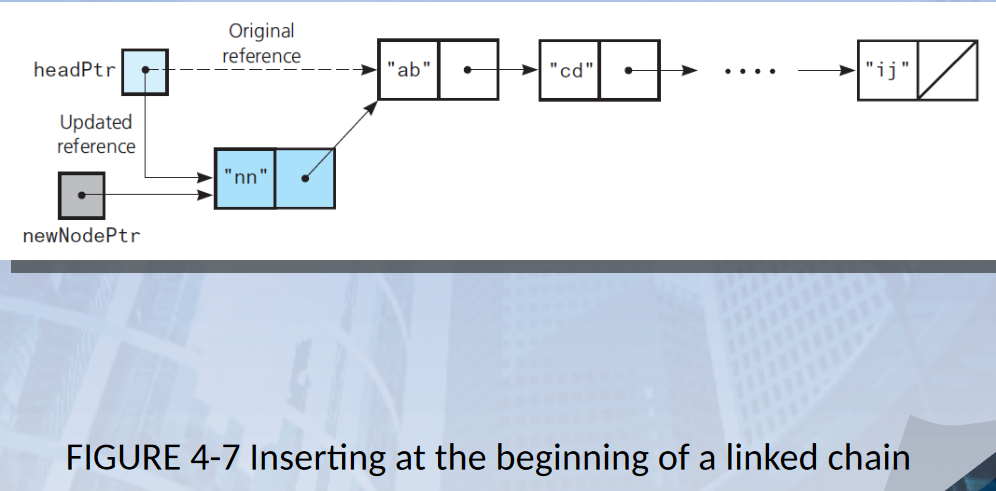 Original
reference
headPtr
"ab"
"cd"
"ij"
Updated
reference
"nn"
newNodePtr
FIGURE 4-7 Inserting at the beginning of a linked chain